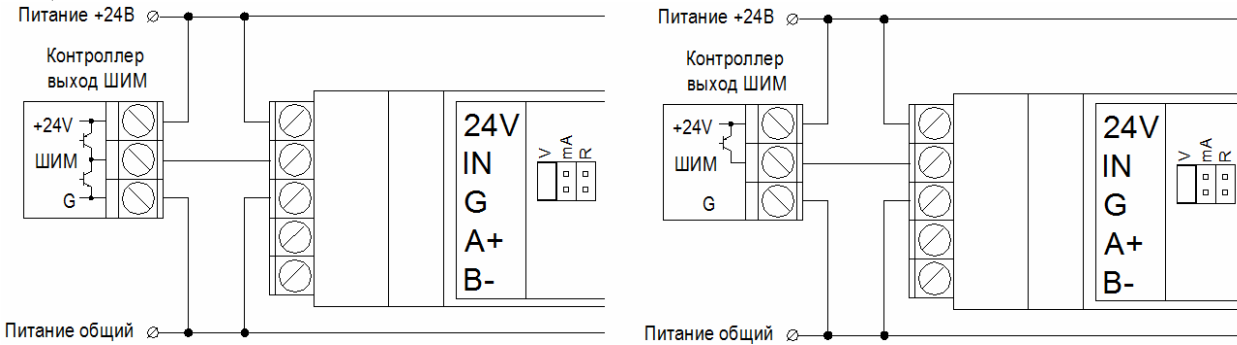 Питание +24В
Контроллер
выход ШИМ
+24V
ШИМ
G
24V
IN
G
A+
B-
V
mA
R
Питание общий
Питание +24В
Контроллер
выход ШИМ
+24V
ШИМ
G
24V
IN
G
A+
B-
V
mA
R
Питание общий